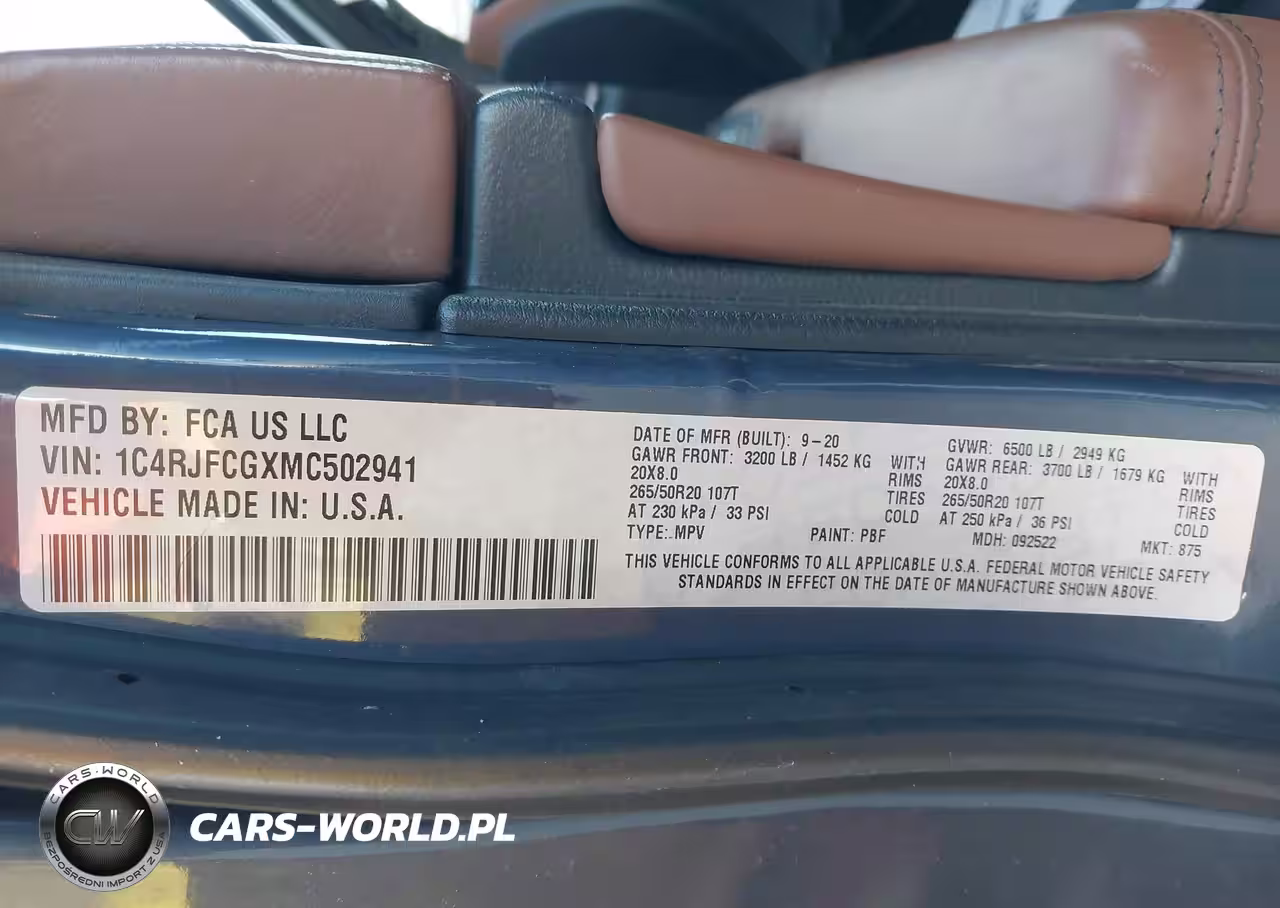 MFD BY: FCA US LLC
VIN: 1C4RJFCGXMC502941
VEHICLE MADE IN: U.S.A.
DATE OF MFR (BUILT): 9-20
GAWR FRONT: 3200 LB / 1452 KG WITH
20X8.0 RIMS
265/50R20 107T TIRES
AT 230 kPa / 33 PSI COLD
TYPE: MPV PAINT: PBF
GVWR: 6500 LB / 2949 KG
GAWR REAR: 3700 LB / 1679 KG WITH
20X8.0 RIMS
265/50R20 107T TIRES
AT 250 kPa / 36 PSI COLD
MDH: 092522 MKT: 875
THIS VEHICLE CONFORMS TO ALL APPLICABLE U.S.A. FEDERAL MOTOR VEHICLE SAFETY
STANDARDS IN EFFECT ON THE DATE OF MANUFACTURE SHOWN ABOVE.
CARS-WORLD
CW
BEZPOŚREDNI IMPORT Z USA
CARS-WORLD.PL